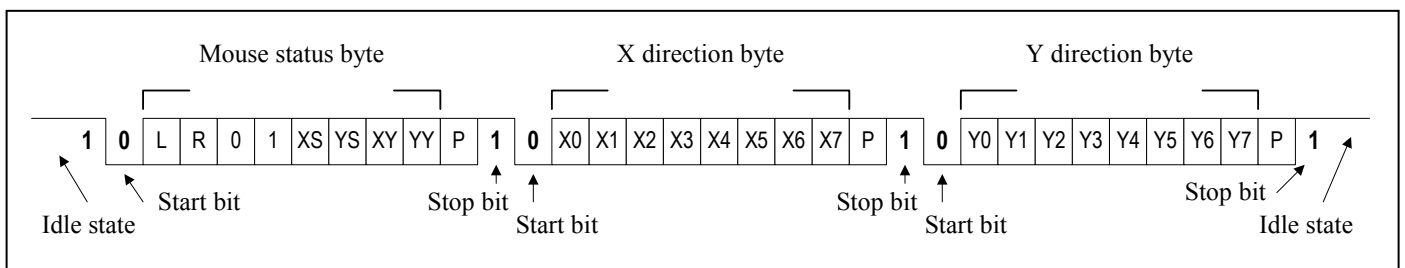 Mouse status byte X direction byte Y direction byte
1 0 L R 0 1 XS YS XY YY P 1 0 X0 X1 X2 X3 X4 X5 X6 X7 P 1 0 Y0 Y1 Y2 Y3 Y4 Y5 Y6 Y7 P 1
Start bit Stop bit Stop bit Stop bit
Idle state Start bit Start bit Idle state